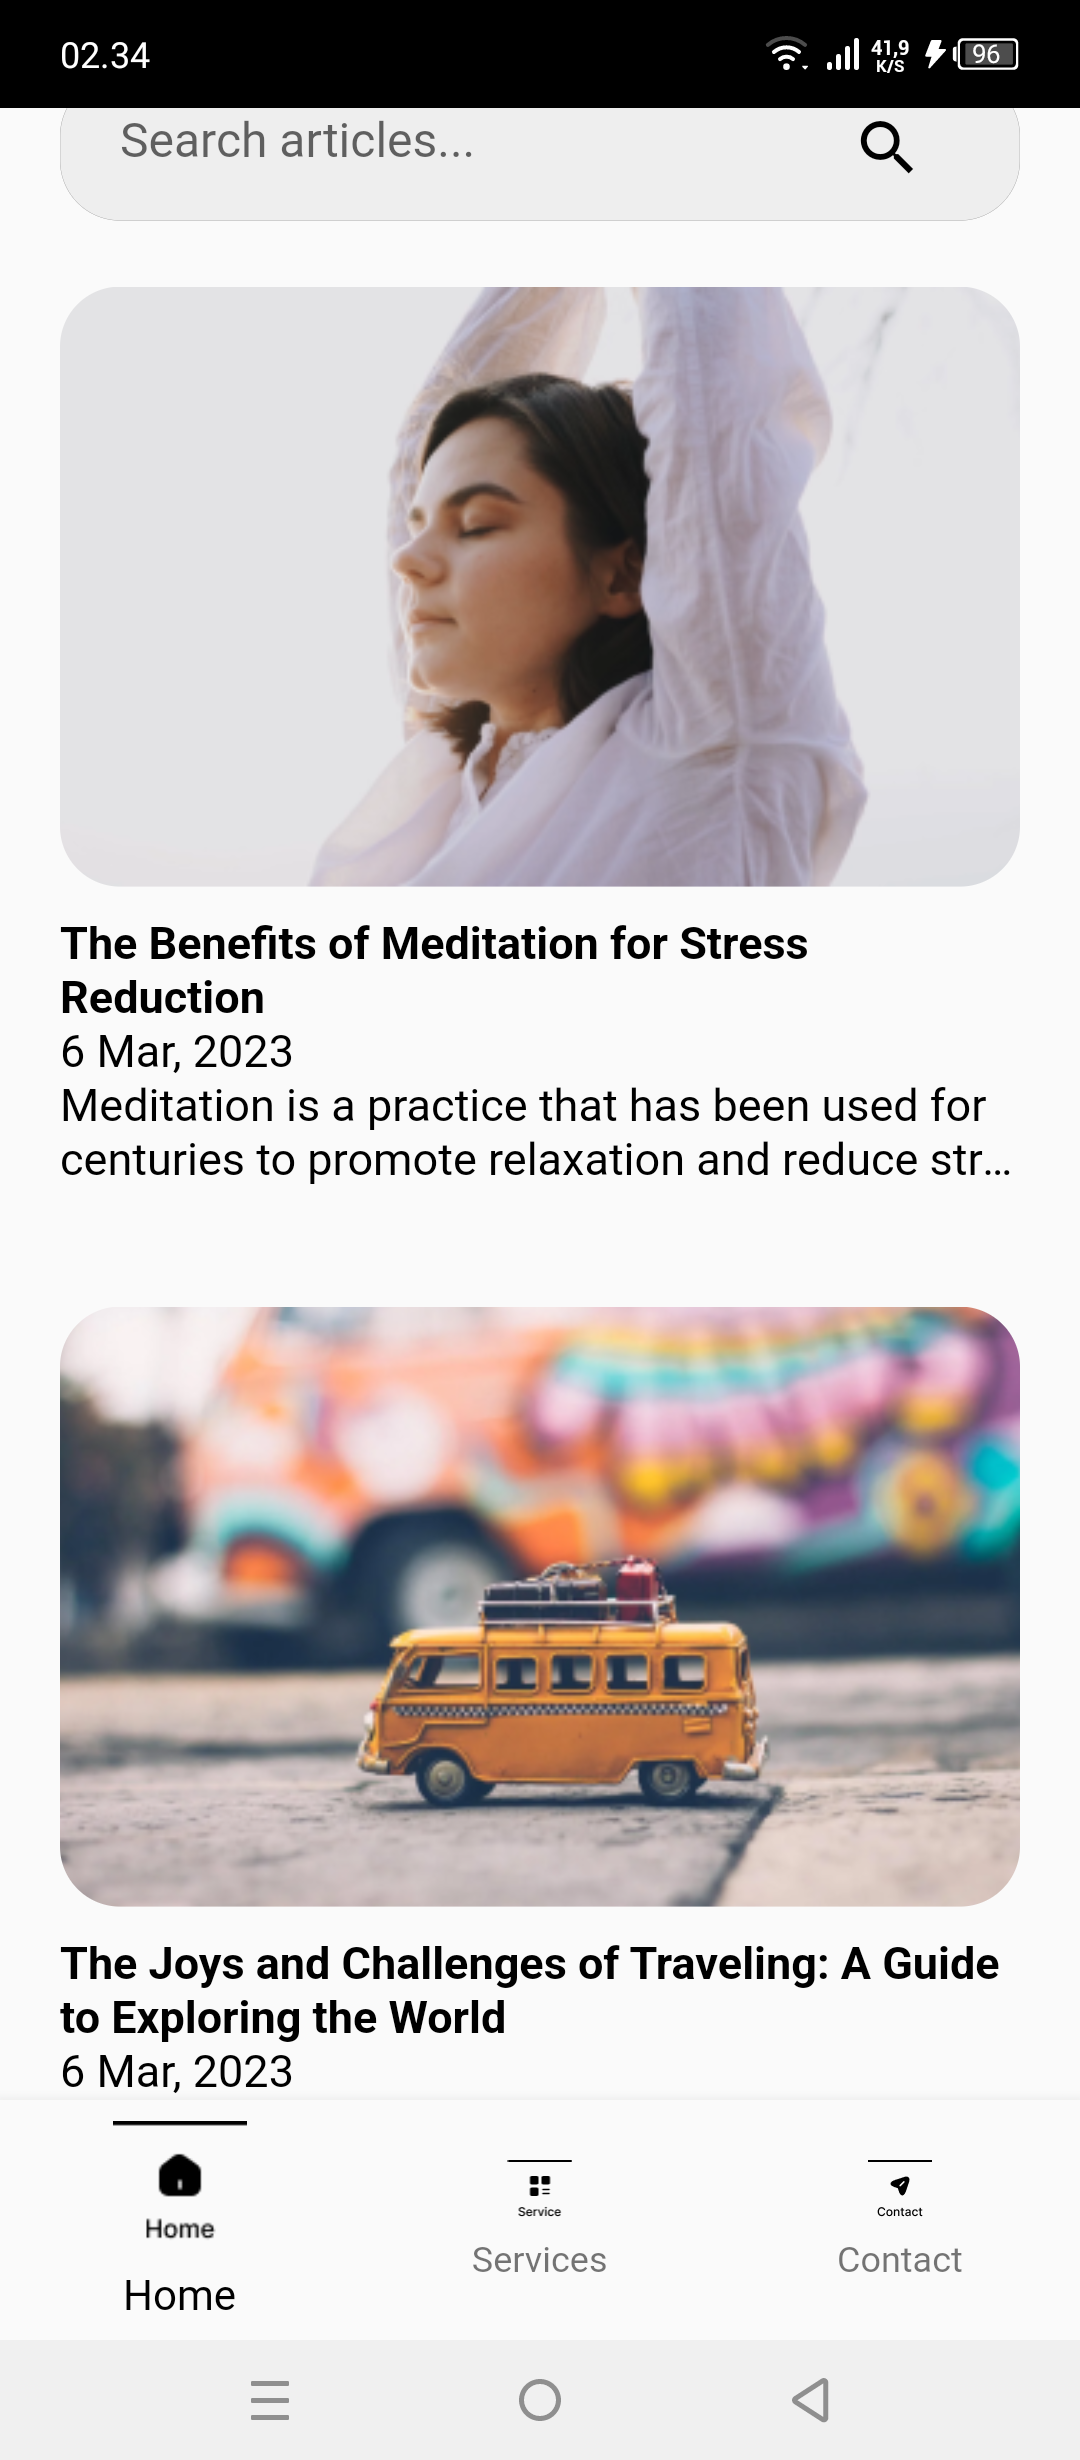 02.34
41,9
K/S
96
Search articles...
The Benefits of Meditation for Stress
Reduction
6 Mar, 2023
Meditation is a practice that has been used for
centuries to promote relaxation and reduce str...
The Joys and Challenges of Traveling: A Guide
to Exploring the World
6 Mar, 2023
Home
Service
Contact
Home
Services
Contact